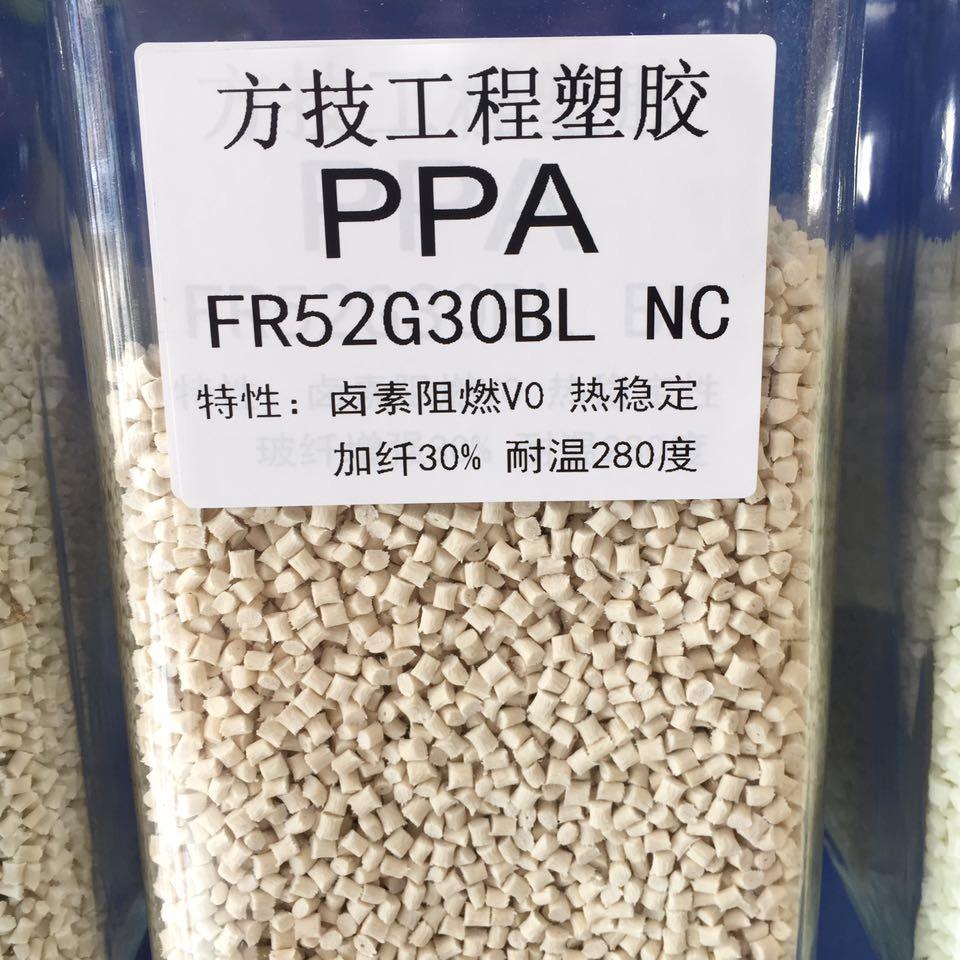 方技工程塑胶
PPA
FR52G30BL NC
特性：卤素阻燃V0 热稳定
加纤30% 耐温280度